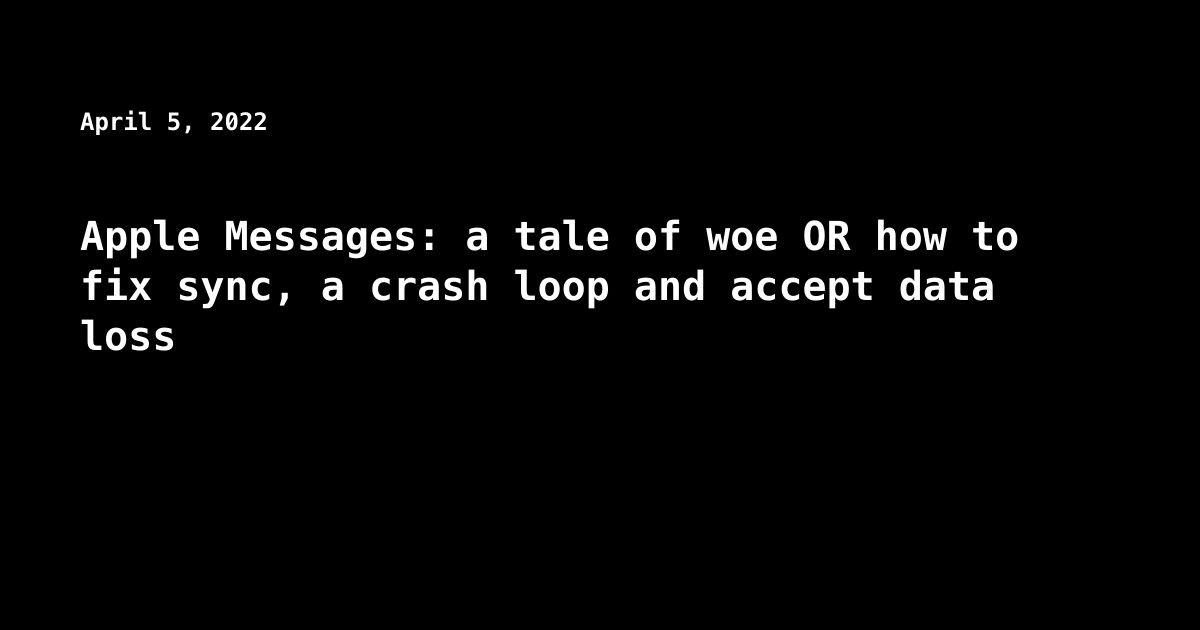 April 5, 2022
Apple Messages: a tale of woe OR how to
fix sync, a crash loop and accept data
loss